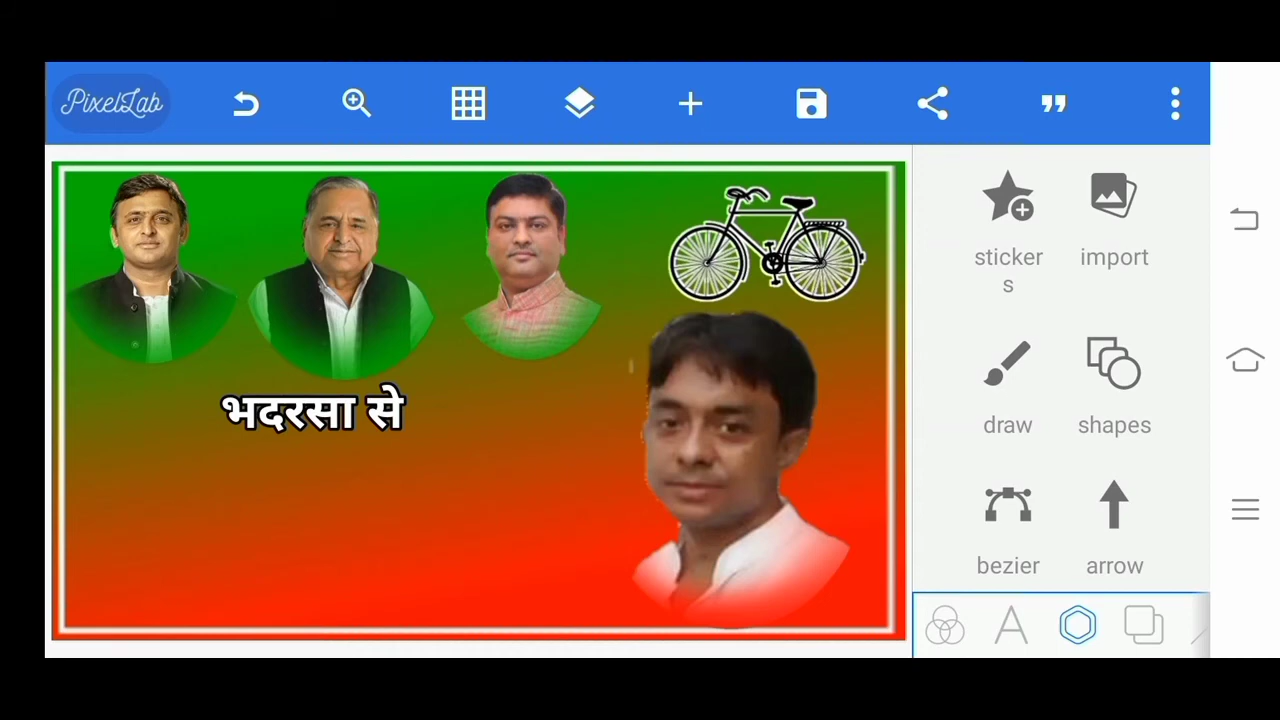 PixelLab
भदरसा से
sticker
s
import
draw
shapes
bezier
arrow